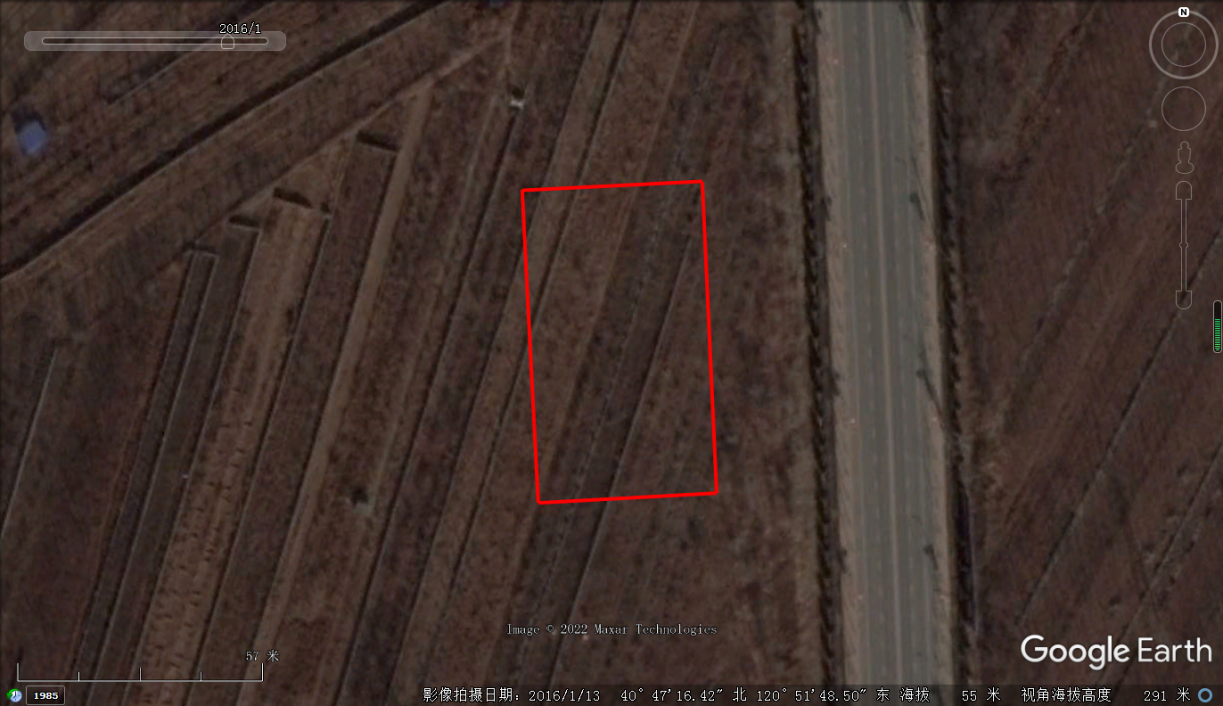 2016/1
N
Image © 2022 Maxar Technologies
57 米
Google Earth
1985
影像拍摄日期: 2016/1/13 40°47'16.42" 北 120°51'48.50" 东 海拔 55 米 视角海拔高度 291 米